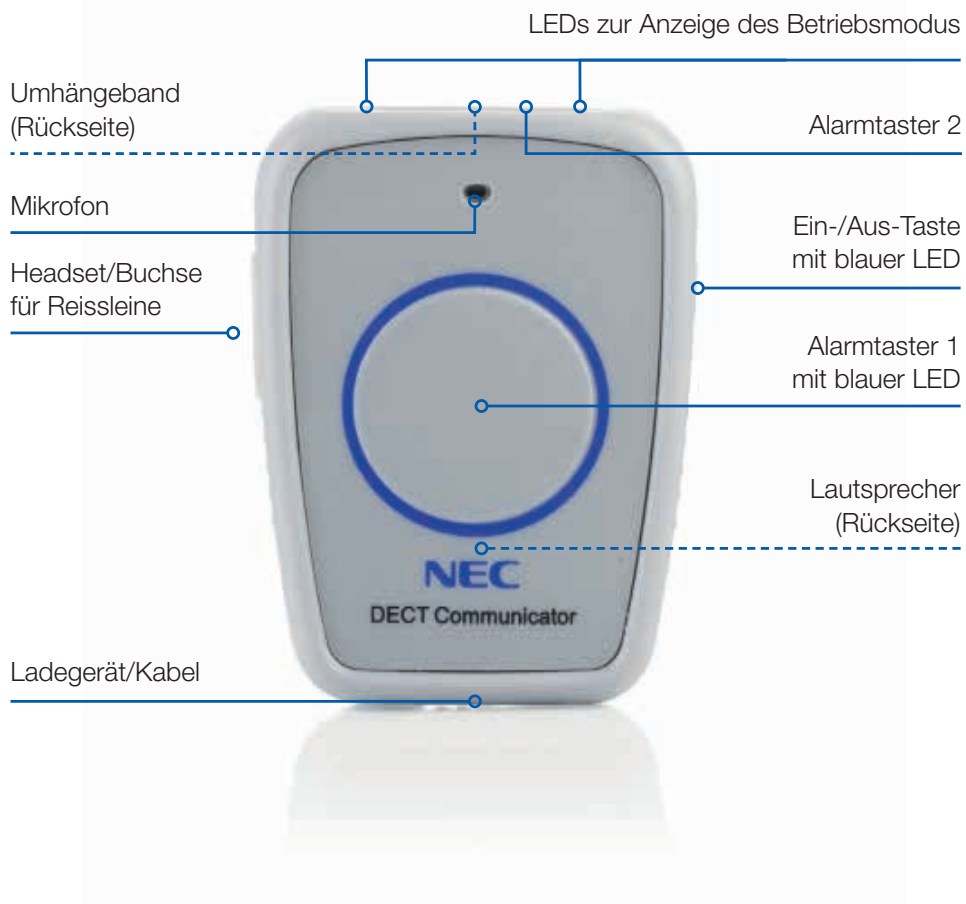 LEDs zur Anzeige des Betriebsmodus
Umhängeband
(Rückseite)
Alarmtaster 2
Mikrofon
Ein-/Aus-Taste
mit blauer LED
Headset/Buchse
für Reissleine
Alarmtaster 1
mit blauer LED
Lautsprecher
(Rückseite)
NEC
DECT Communicator
Ladegerät/Kabel